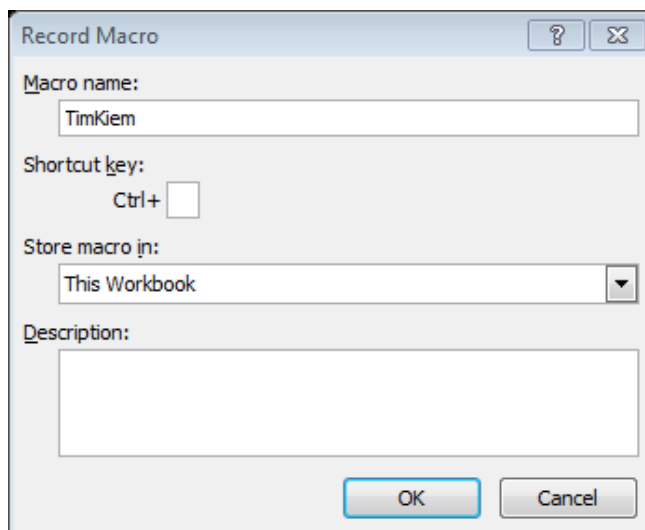 Record Macro
Macro name:
TimKiem
Shortcut key:
Ctrl+
Store macro in:
This Workbook
Description:
OK Cancel